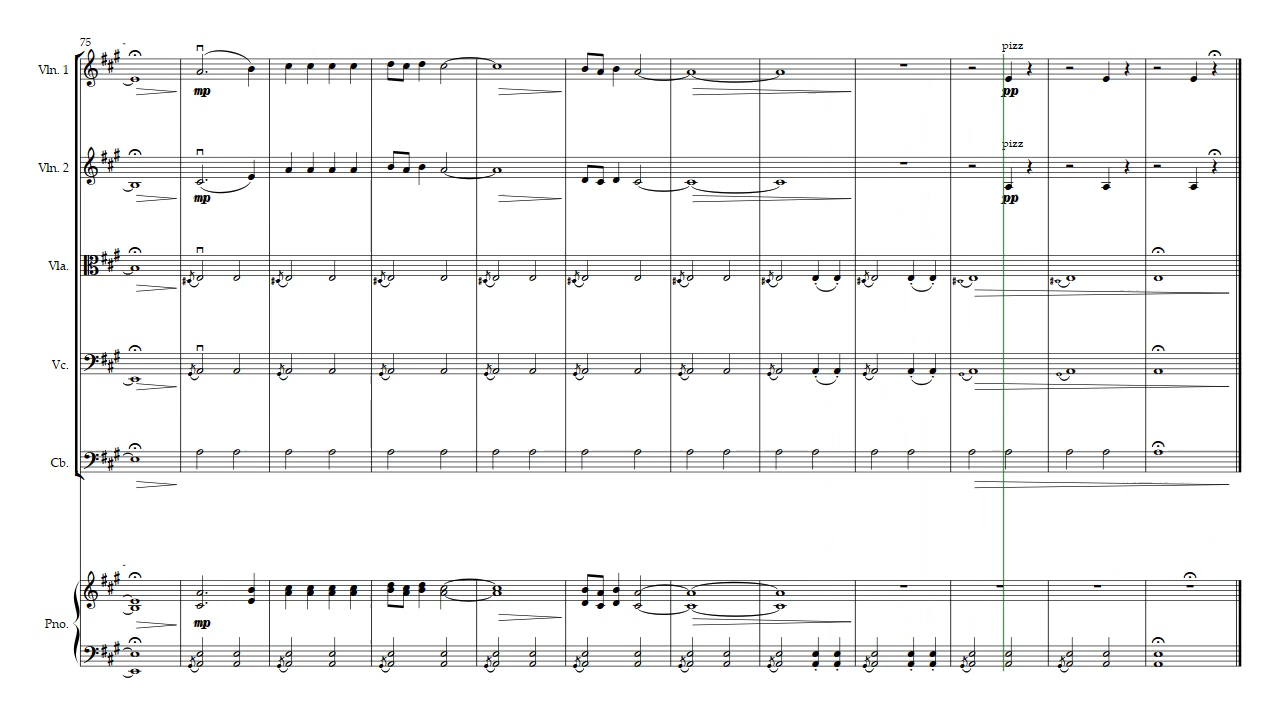 75
pizz
Vln. 1
mp
pp
pizz
Vln. 2
mp
pp
Vla.
Vc.
Cb.
Pno.
mp